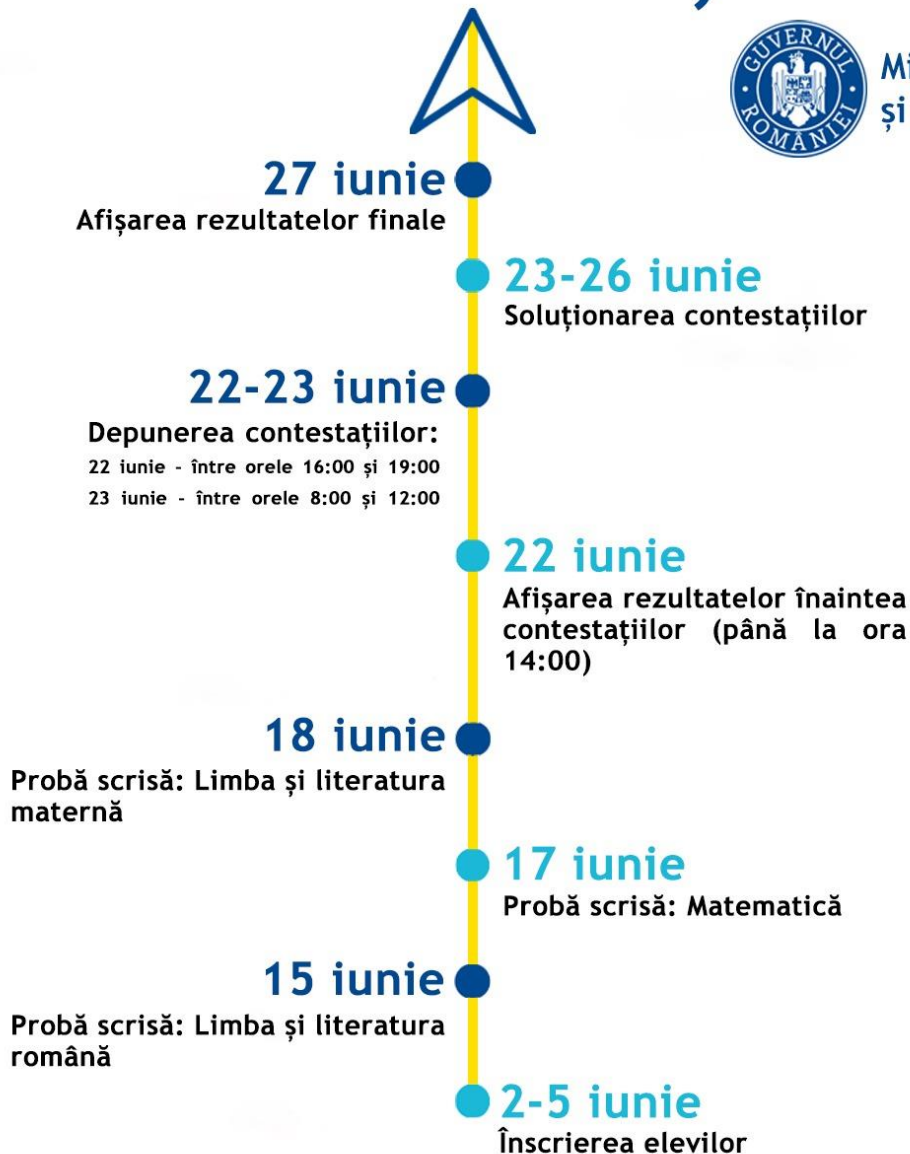 GUVERNUL ROMÂNIEI
și
27 iunie
Afișarea rezultatelor finale
23-26 iunie
Soluționarea contestațiilor
22-23 iunie
Depunerea contestațiilor:
22 iunie - între orele 16:00 și 19:00
23 iunie - între orele 8:00 și 12:00
22 iunie
Afișarea rezultatelor înaintea
contestațiilor (până la ora
14:00)
18 iunie
Probă scrisă: Limba și literatura
maternă
17 iunie
Probă scrisă: Matematică
15 iunie
Probă scrisă: Limba și literatura
română
2-5 iunie
Înscrierea elevilor